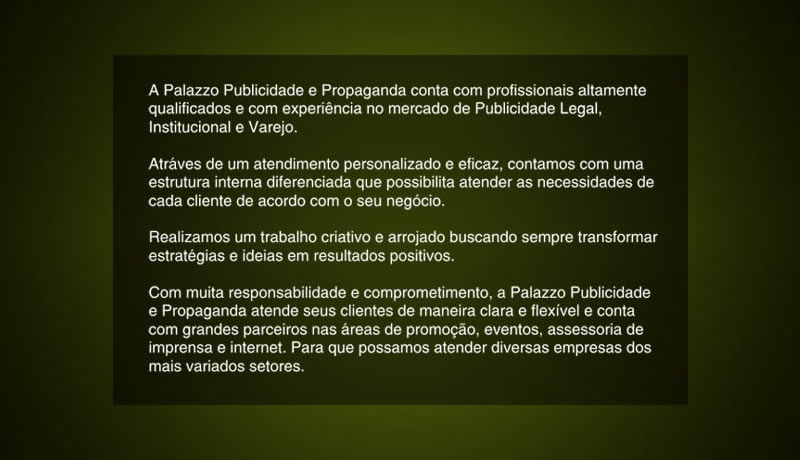 A Palazzo Publicidade e Propaganda conta com profissionais altamente
qualificados e com experiência no mercado de Publicidade Legal,
Institucional e Varejo.
Atráves de um atendimento personalizado e eficaz, contamos com uma
estrutura interna diferenciada que possibilita atender as necessidades de
cada cliente de acordo com o seu negócio.
Realizamos um trabalho criativo e arrojado buscando sempre transformar
estratégias e ideias em resultados positivos.
Com muita responsabilidade e comprometimento, a Palazzo Publicidade
e Propaganda atende seus clientes de maneira clara e flexível e conta
com grandes parceiros nas áreas de promoção, eventos, assessoria de
imprensa e internet. Para que possamos atender diversas empresas dos
mais variados setores.